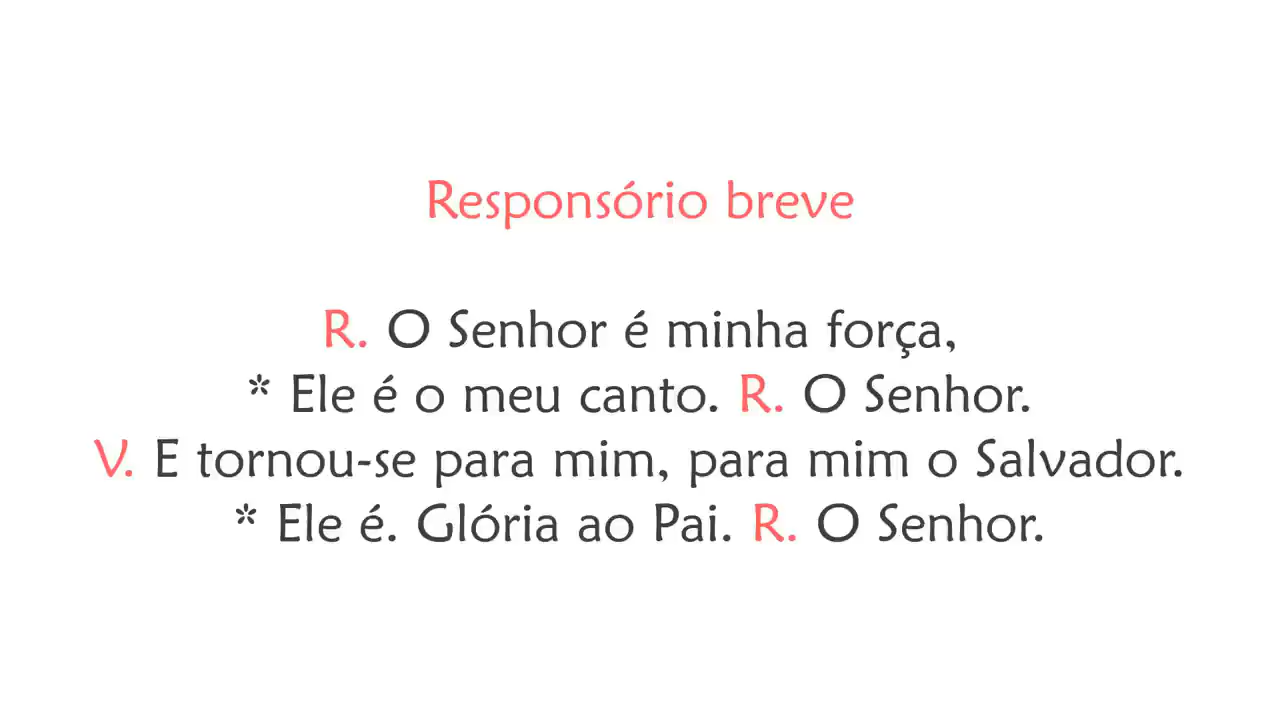 Responsório breve
R. O Senhor é minha força,
* Ele é o meu canto. R. O Senhor.
V. E tornou-se para mim, para mim o Salvador.
* Ele é. Glória ao Pai. R. O Senhor.